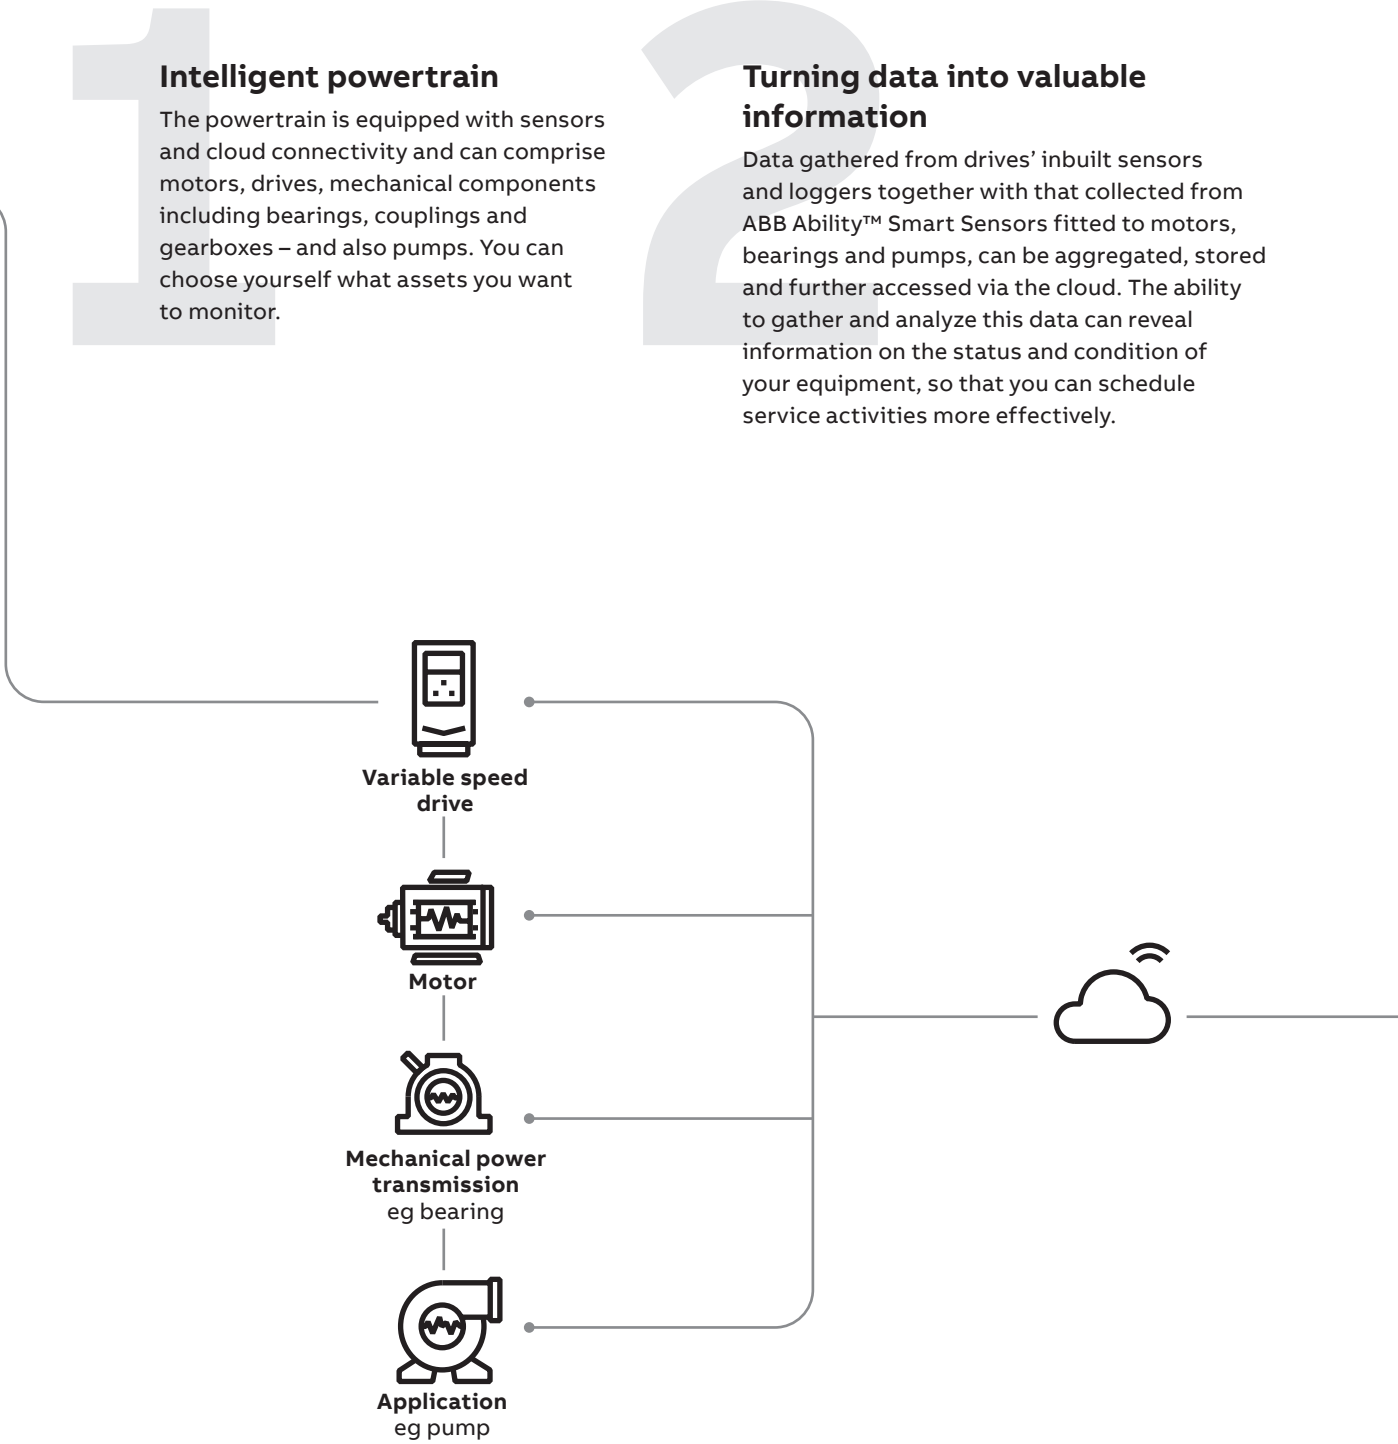 1
Intelligent powertrain
The powertrain is equipped with sensors
and cloud connectivity and can comprise
motors, drives, mechanical components
including bearings, couplings and
gearboxes – and also pumps. You can
choose yourself what assets you want
to monitor.
2
Turning data into valuable
information
Data gathered from drives’ inbuilt sensors
and loggers together with that collected from
ABB Ability™ Smart Sensors fitted to motors,
bearings and pumps, can be aggregated, stored
and further accessed via the cloud. The ability
to gather and analyze this data can reveal
information on the status and condition of
your equipment, so that you can schedule
service activities more effectively.
Variable speed
drive
Motor
Mechanical power
transmission
eg bearing
Application
eg pump